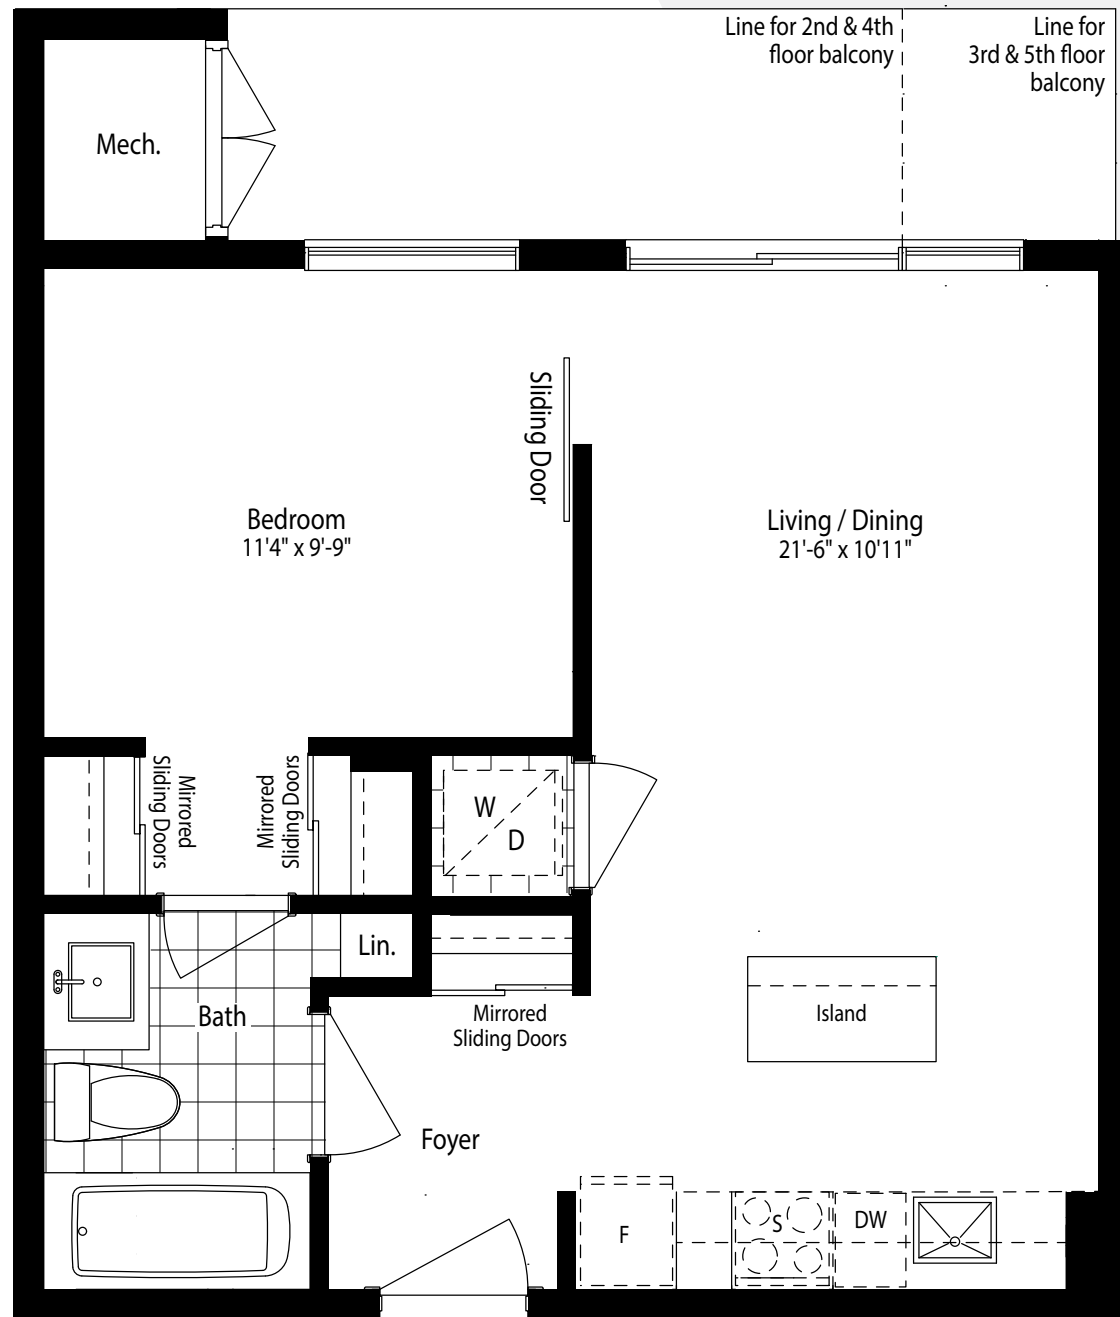 Line for 2nd & 4th
floor balcony
Line for
3rd & 5th floor
balcony
Mech.
Sliding Door
Bedroom
11'4" x 9'-9"
Living / Dining
21'-6" x 10'11"
Mirrored
Sliding Doors
Mirrored
Sliding Doors
W
D
Lin.
Bath
Mirrored
Sliding Doors
Island
Foyer
F
S
DW